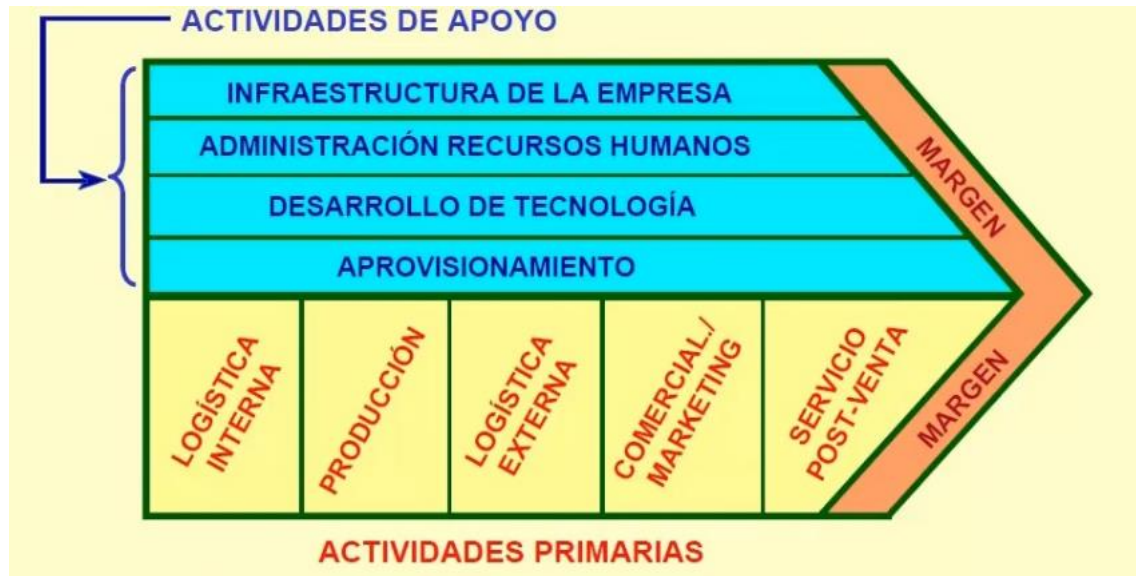 ACTIVIDADES DE APOYO
INFRAESTRUCTURA DE LA EMPRESA
ADMINISTRACIÓN RECURSOS HUMANOS
DESARROLLO DE TECNOLOGÍA
APROVISIONAMIENTO
MARGEN
LOGÍSTICA
INTERNA
PRODUCCIÓN
LOGÍSTICA
EXTERNA
COMERCIAL./
MARKETING
SERVICIO
POST-VENTA
MARGEN
ACTIVIDADES PRIMARIAS